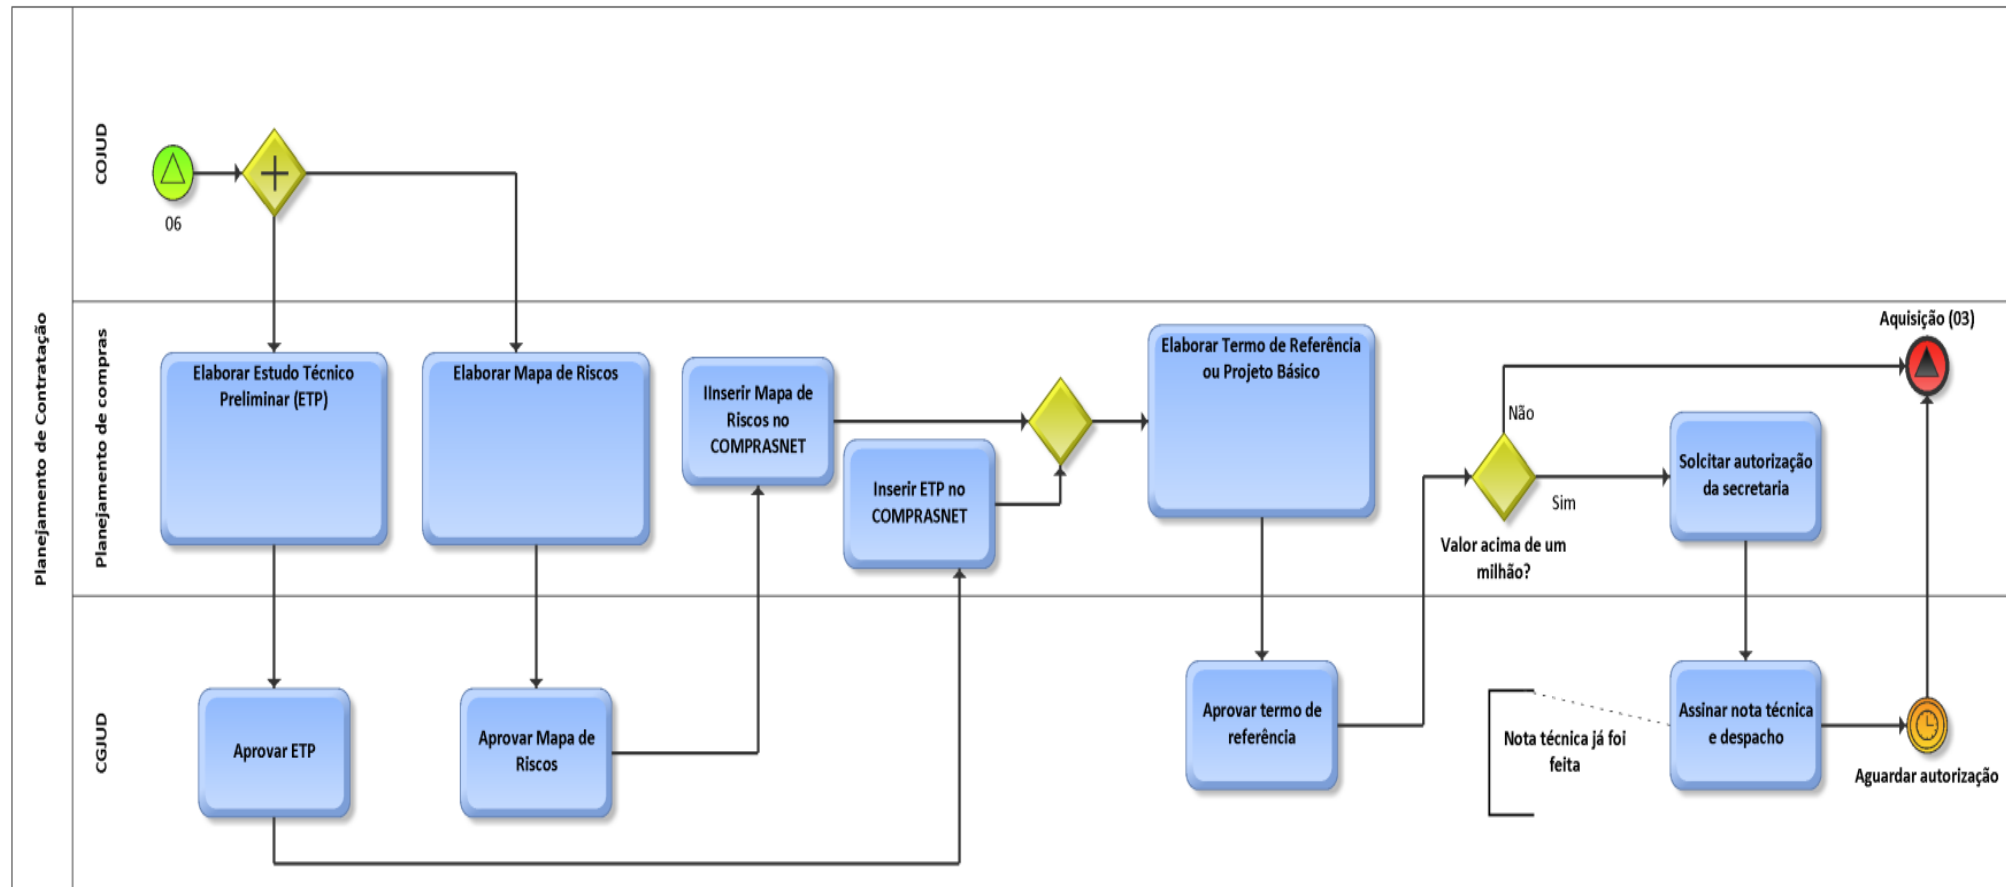 Planejamento de Contratação
COJUD
06
Planejamento de compras
Elaborar Estudo Técnico
Preliminar (ETP)
Elaborar Mapa de Riscos
IInserir Mapa de
Riscos no
COMPRASNET
Inserir ETP no
COMPRASNET
Elaborar Termo de Referência
ou Projeto Básico
Não
Sim
Valor acima de um
milhão?
Solcitar autorização
da secretaria
Aquisição (03)
CGJUD
Aprovar ETP
Aprovar Mapa de
Riscos
Aprovar termo de
referência
Nota técnica já foi
feita
Assinar nota técnica
e despacho
Aguardar autorização